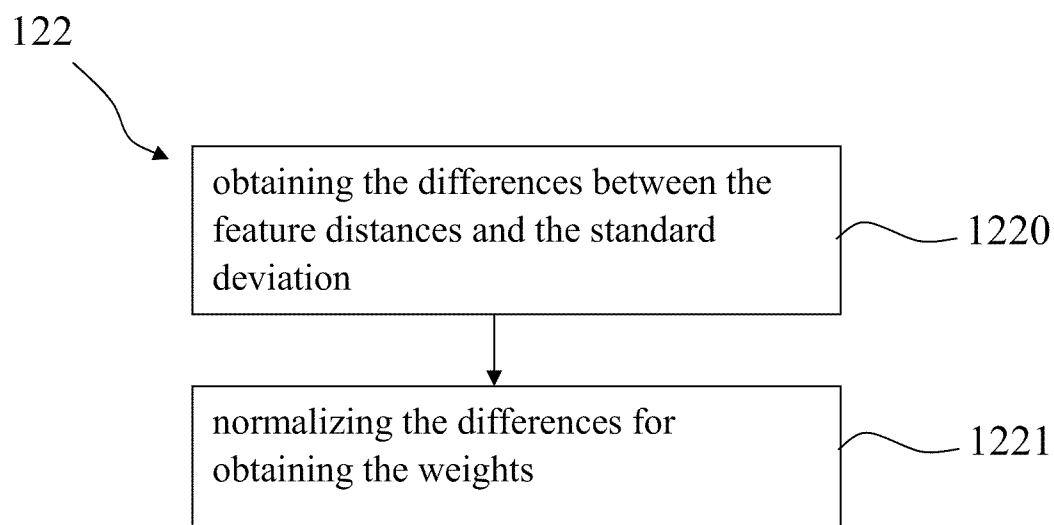 122
obtaining the differences between the
feature distances and the standard
deviation
1220
normalizing the differences for
obtaining the weights
1221